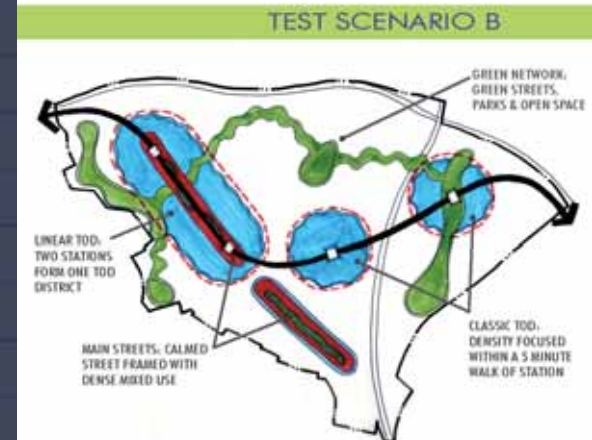 TEST SCENARIO B
GREEN NETWORK:
GREEN STREETS,
PARKS & OPEN SPACE
LINEAR TOD:
TWO STATIONS
FORM ONE TOD
DISTRICT
MAIN STREETS: CALMED
STREET FRAMED WITH
DENSE MIXED USE
CLASSIC TOD:
DENSITY FOCUSED
WITHIN A 5 MINUTE
WALK OF STATION